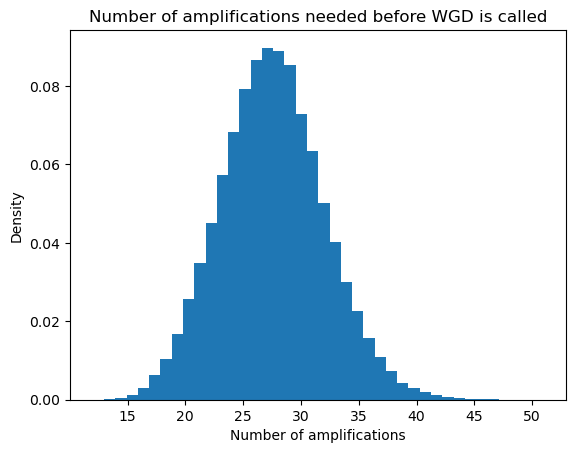 Number of amplifications needed before WGD is called
Density
0.08
0.06
0.04
0.02
0.00
15 20 25 30 35 40 45 50
Number of amplifications